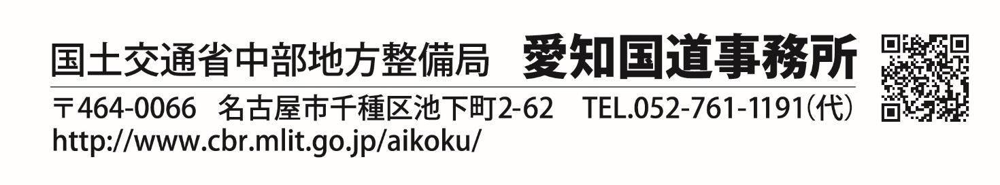 国土交通省中部地方整備局 愛知国道事務所
〒464-0066 名古屋市千種区池下町2-62 TEL.052-761-1191(代)
http://www.cbr.mlit.go.jp/aikoku/